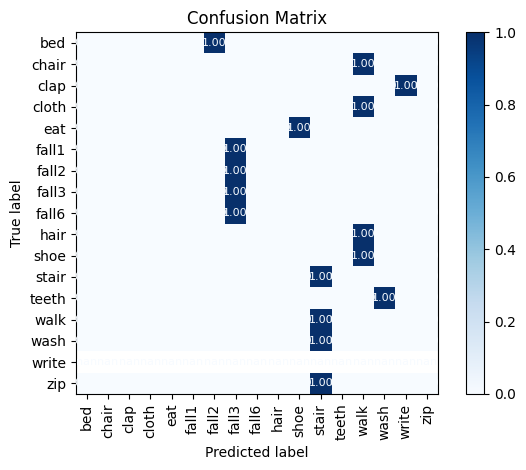 Confusion Matrix
True label
bed
1.00
chair
1.00
clap
1.00
cloth
1.00
eat
1.00
fall1
1.00
fall2
1.00
fall3
1.00
fall6
1.00
hair
1.00
shoe
1.00
stair
1.00
teeth
1.00
walk
1.00
wash
1.00
write
zip
1.00
bed
chair
clap
cloth
eat
fall1
fall2
fall3
fall6
hair
shoe
stair
teeth
walk
wash
write
zip
Predicted label
1.0
0.8
0.6
0.4
0.2
0.0